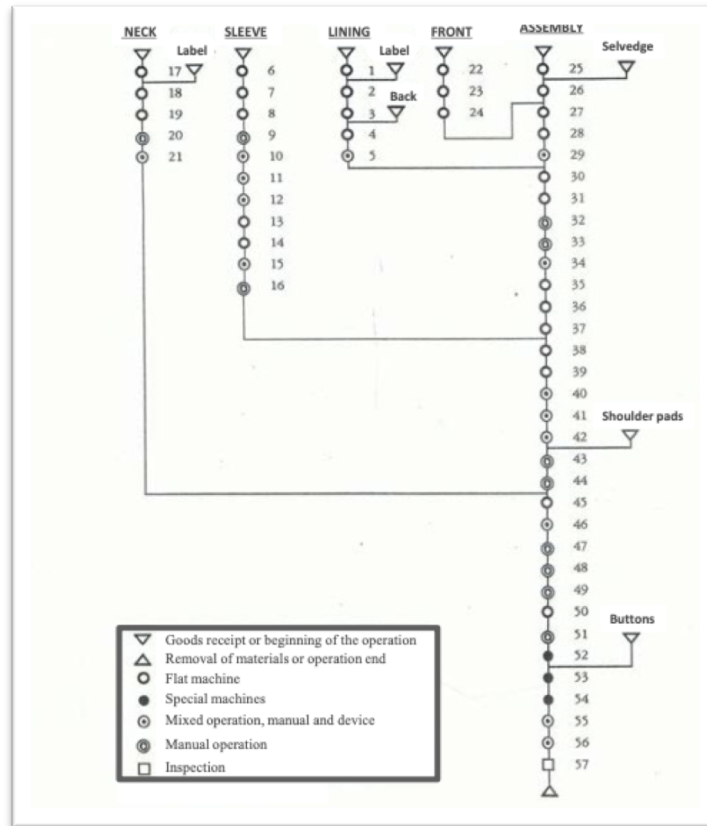 NECK SLEEVE LINING FRONT ASSEMBLY
Label Label Selvedge
17 6 1 22 25
18 7 2 23 26
Back
19 8 3 24 27
20 9 4 28
21 10 5 29
11 30
12 31
13 32
14 33
15 34
16 35
36
37
38
39
40
41
42 Shoulder pads
43
44
45
46
47
48
49
50 Buttons
51
52
53
54
55
56
57
Goods receipt or beginning of the operation
Removal of materials or operation end
Flat machine
Special machines
Mixed operation, manual and device
Manual operation
Inspection